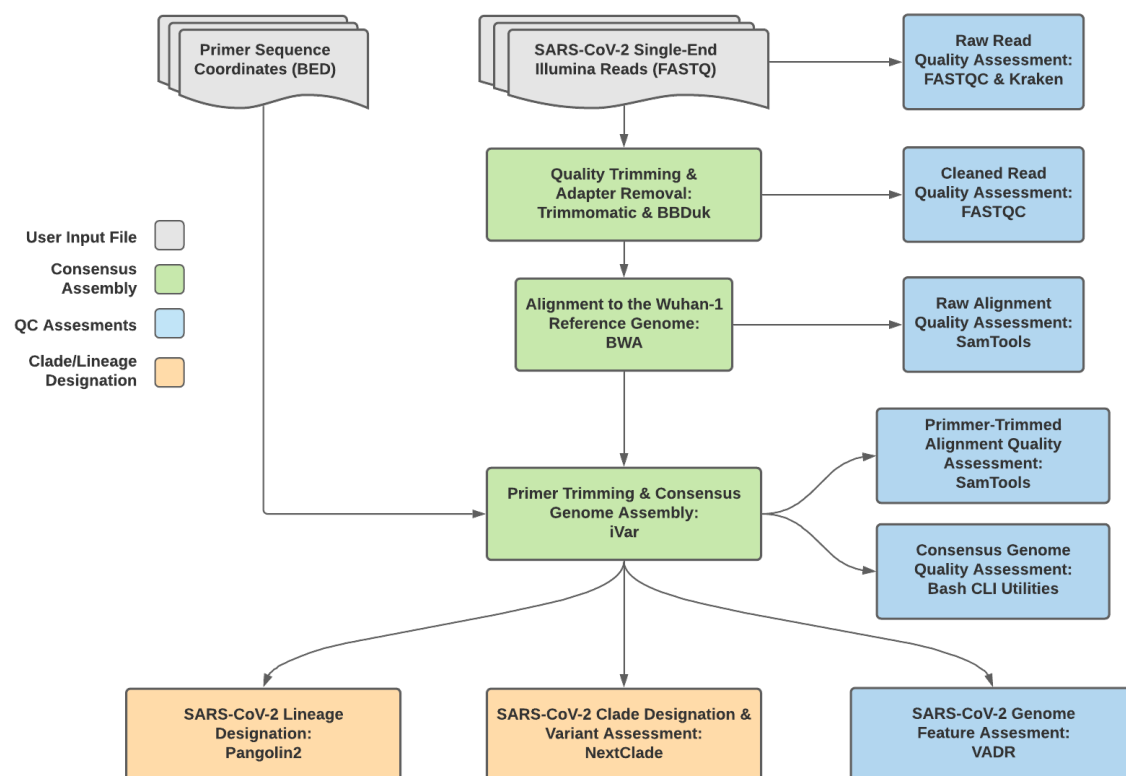 Primer Sequence
Coordinates (BED)
SARS-CoV-2 Single-End
Illumina Reads (FASTQ)
Raw Read
Quality Assessment:
FASTQC & Kraken
Quality Trimming &
Adapter Removal:
Trimmomatic & BBDuk
Cleaned Read
Quality Assessment:
FASTQC
User Input File
Consensus
Assembly
QC Assesments
Clade/Lineage
Designation
Alignment to the Wuhan-1
Reference Genome:
BWA
Raw Alignment
Quality Assessment:
SamTools
Primmer-Trimmed
Alignment Quality
Assessment:
SamTools
Primer Trimming & Consensus
Genome Assembly:
iVar
Consensus Genome
Quality Assessment:
Bash CLI Utilities
SARS-CoV-2 Lineage
Designation:
Pangolin2
SARS-CoV-2 Clade Designation &
Variant Assessment:
NextClade
SARS-CoV-2 Genome
Feature Assesment:
VADR